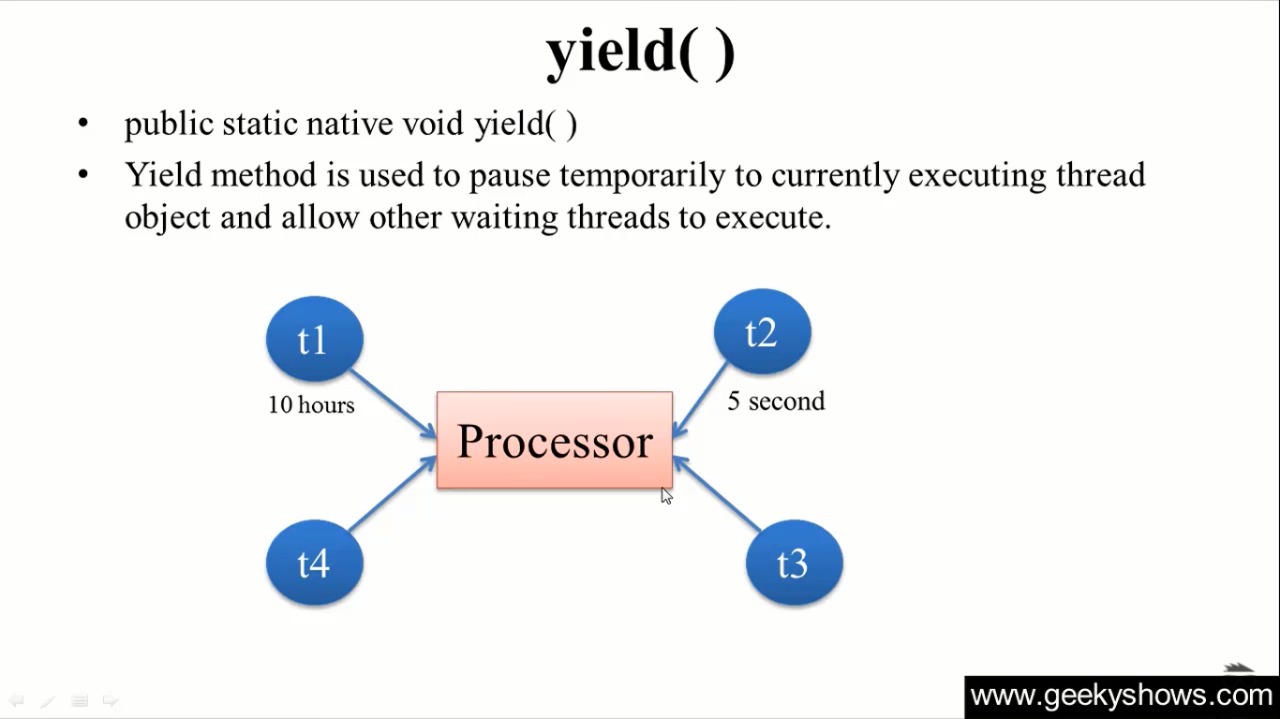 yield( )
• public static native void yield( )
• Yield method is used to pause temporarily to currently executing thread
object and allow other waiting threads to execute.
t1
t2
10 hours
5 second
Processor
t4
t3
www.geekyshows.com